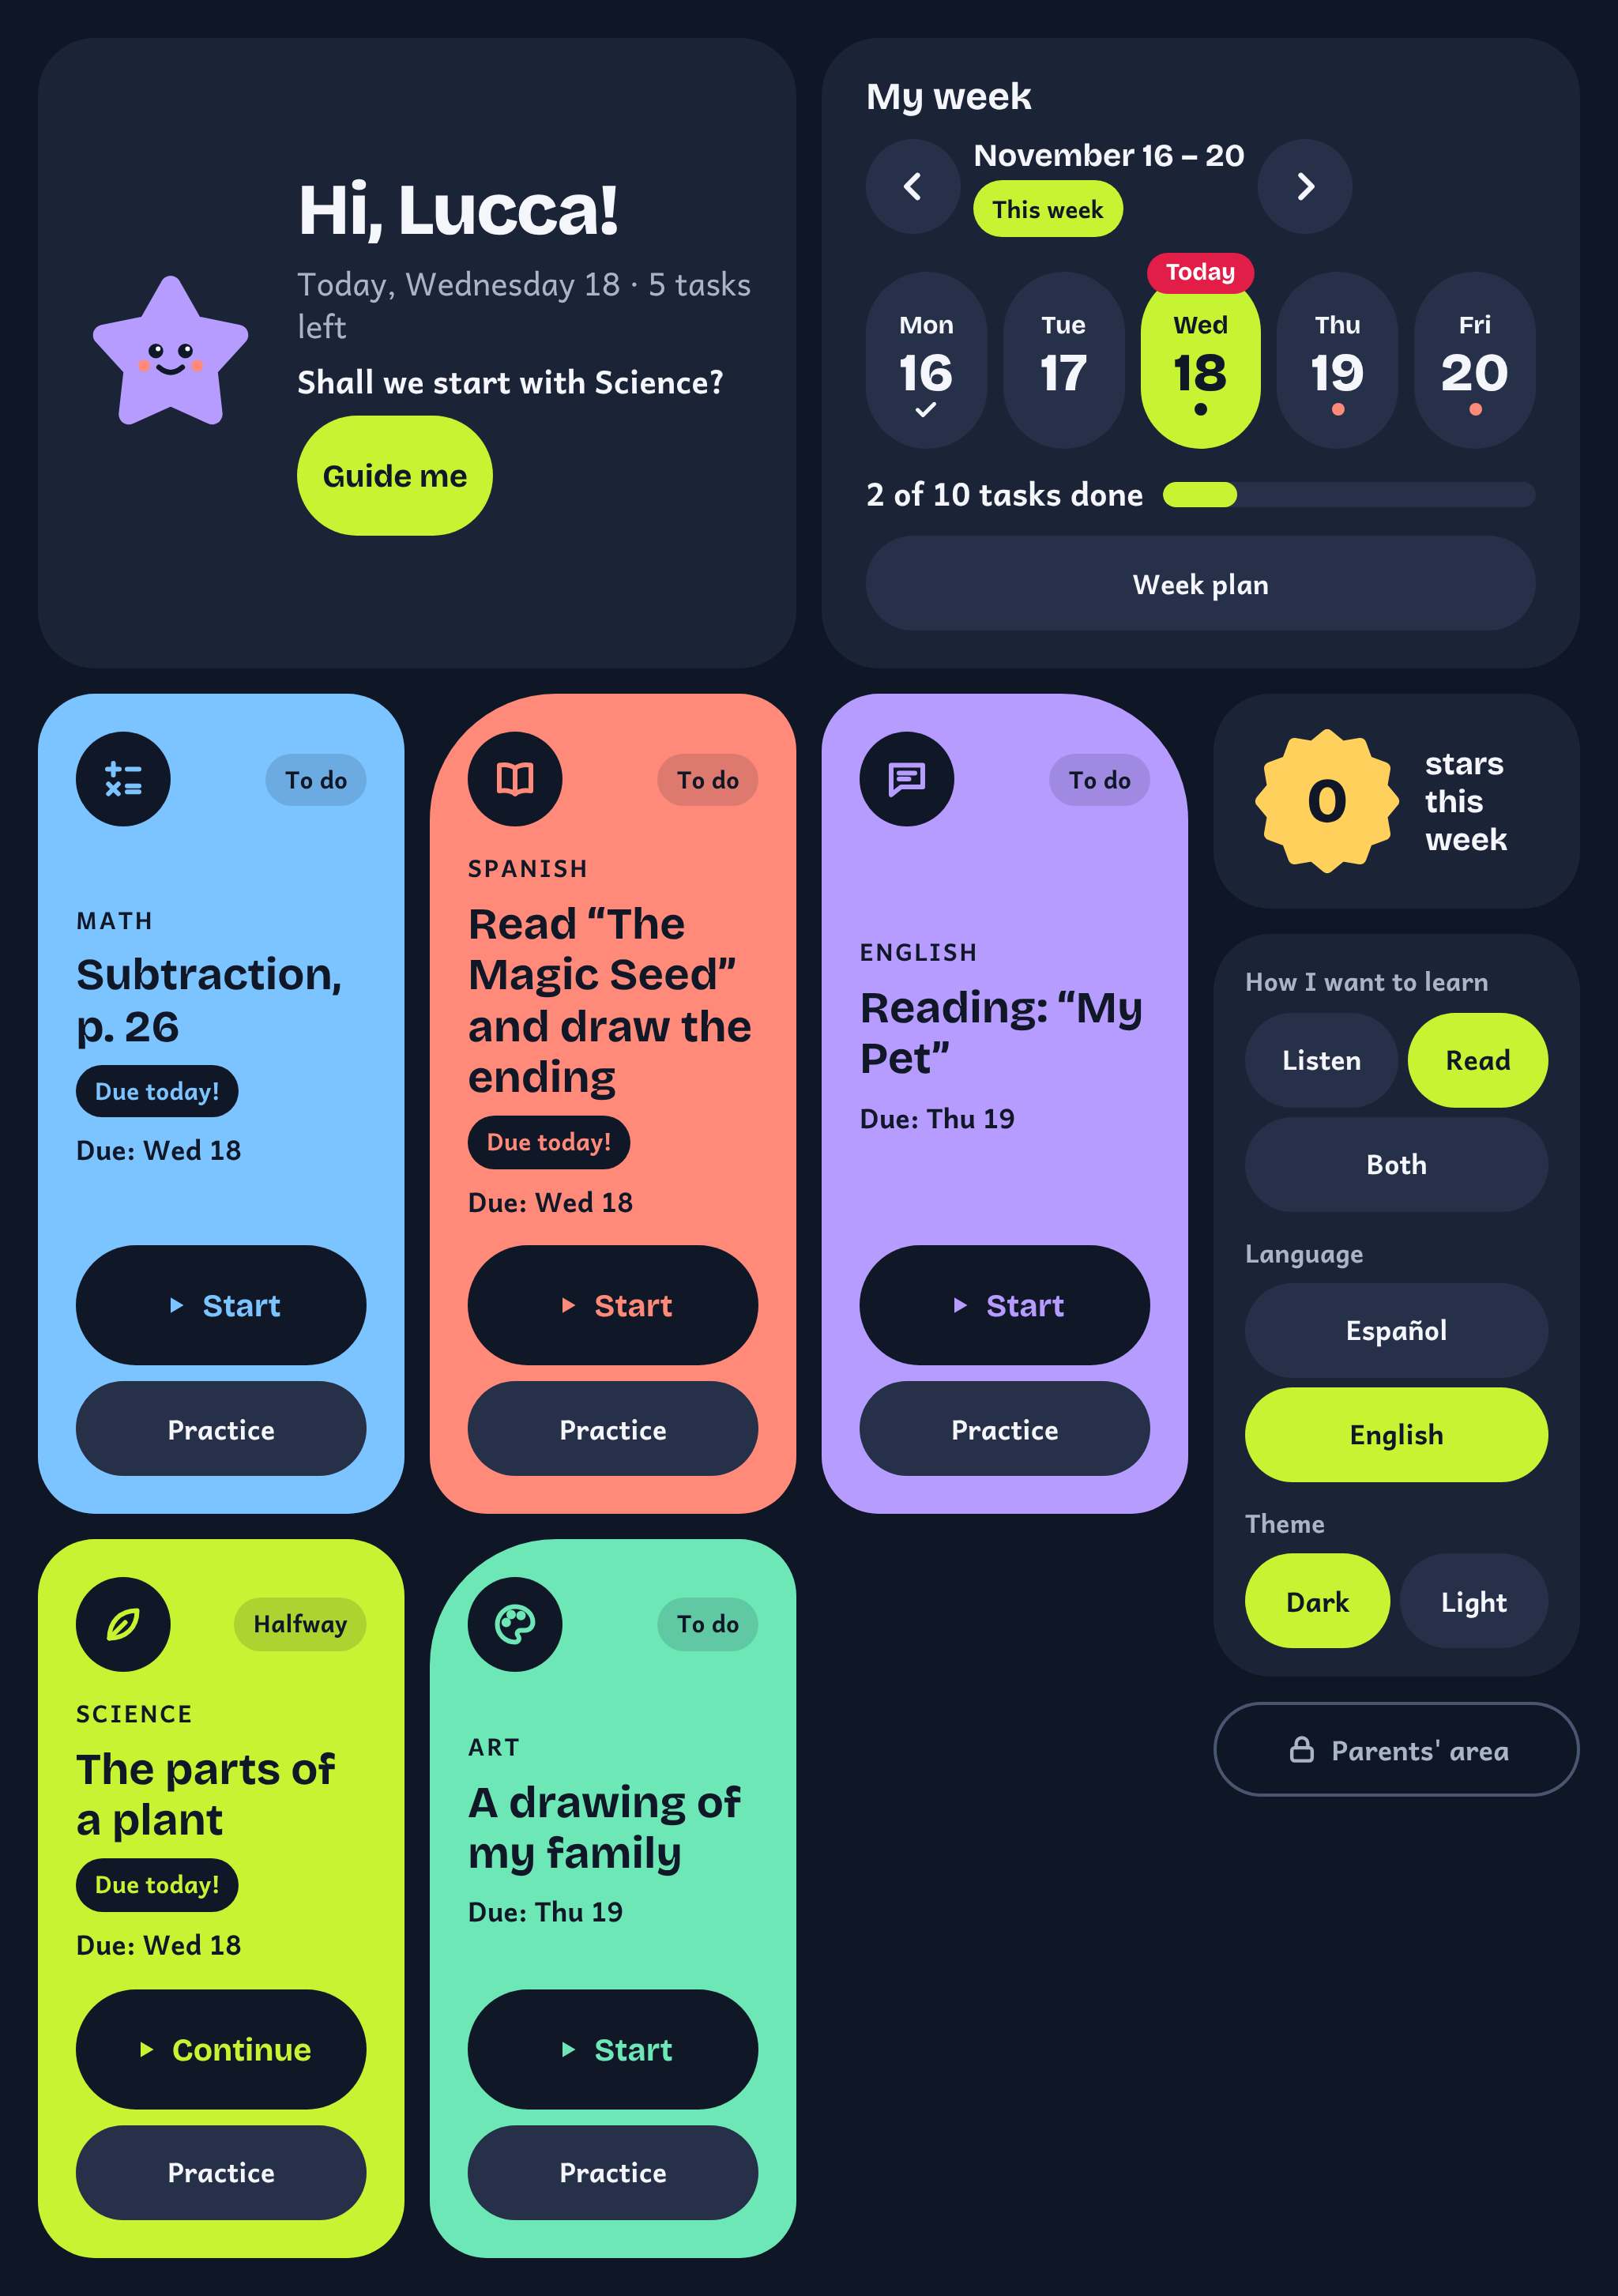 Hi, Lucca!
Today, Wednesday 18 · 5 tasks
left
Shall we start with Science?
Guide me
My week
November 16 – 20
This week
Today
Mon
16
Tue
17
Wed
18
Thu
19
Fri
20
2 of 10 tasks done
Week plan
To do
MATH
Subtraction,
p. 26
Due today!
Due: Wed 18
Start
Practice
To do
SPANISH
Read “The
Magic Seed”
and draw the
ending
Due today!
Due: Wed 18
Start
Practice
To do
ENGLISH
Reading: “My
Pet”
Due: Thu 19
Start
Practice
0
stars
this
week
How I want to learn
Listen
Read
Both
Language
Español
English
Theme
Dark
Light
Parents' area
Halfway
SCIENCE
The parts of
a plant
Due today!
Due: Wed 18
Continue
Practice
To do
ART
A drawing of
my family
Due: Thu 19
Start
Practice